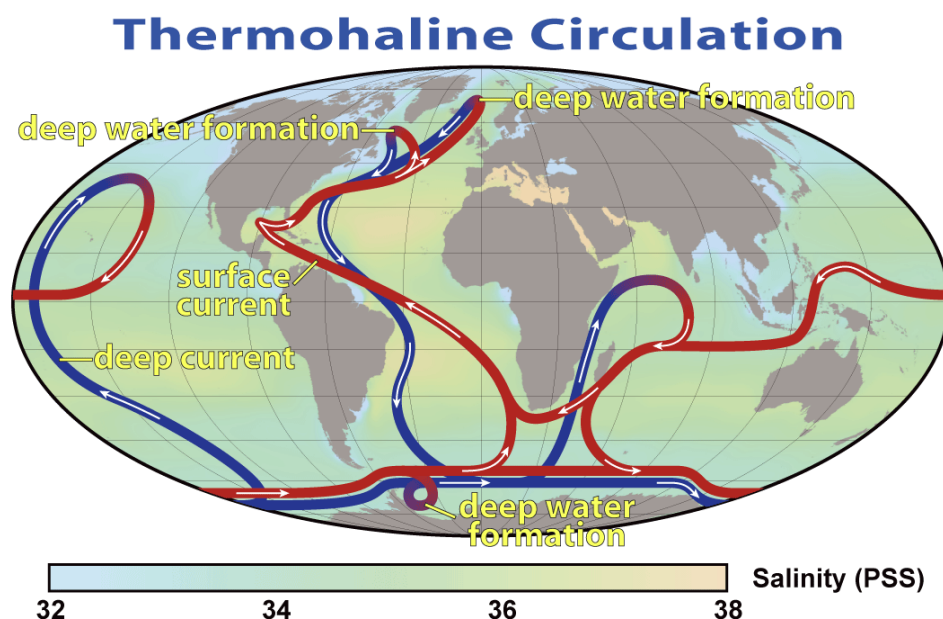 Thermohaline Circulation
deep water formation
deep water formation
surface
current
deep current
deep water
formation
Salinity (PSS)
32
34
36
38